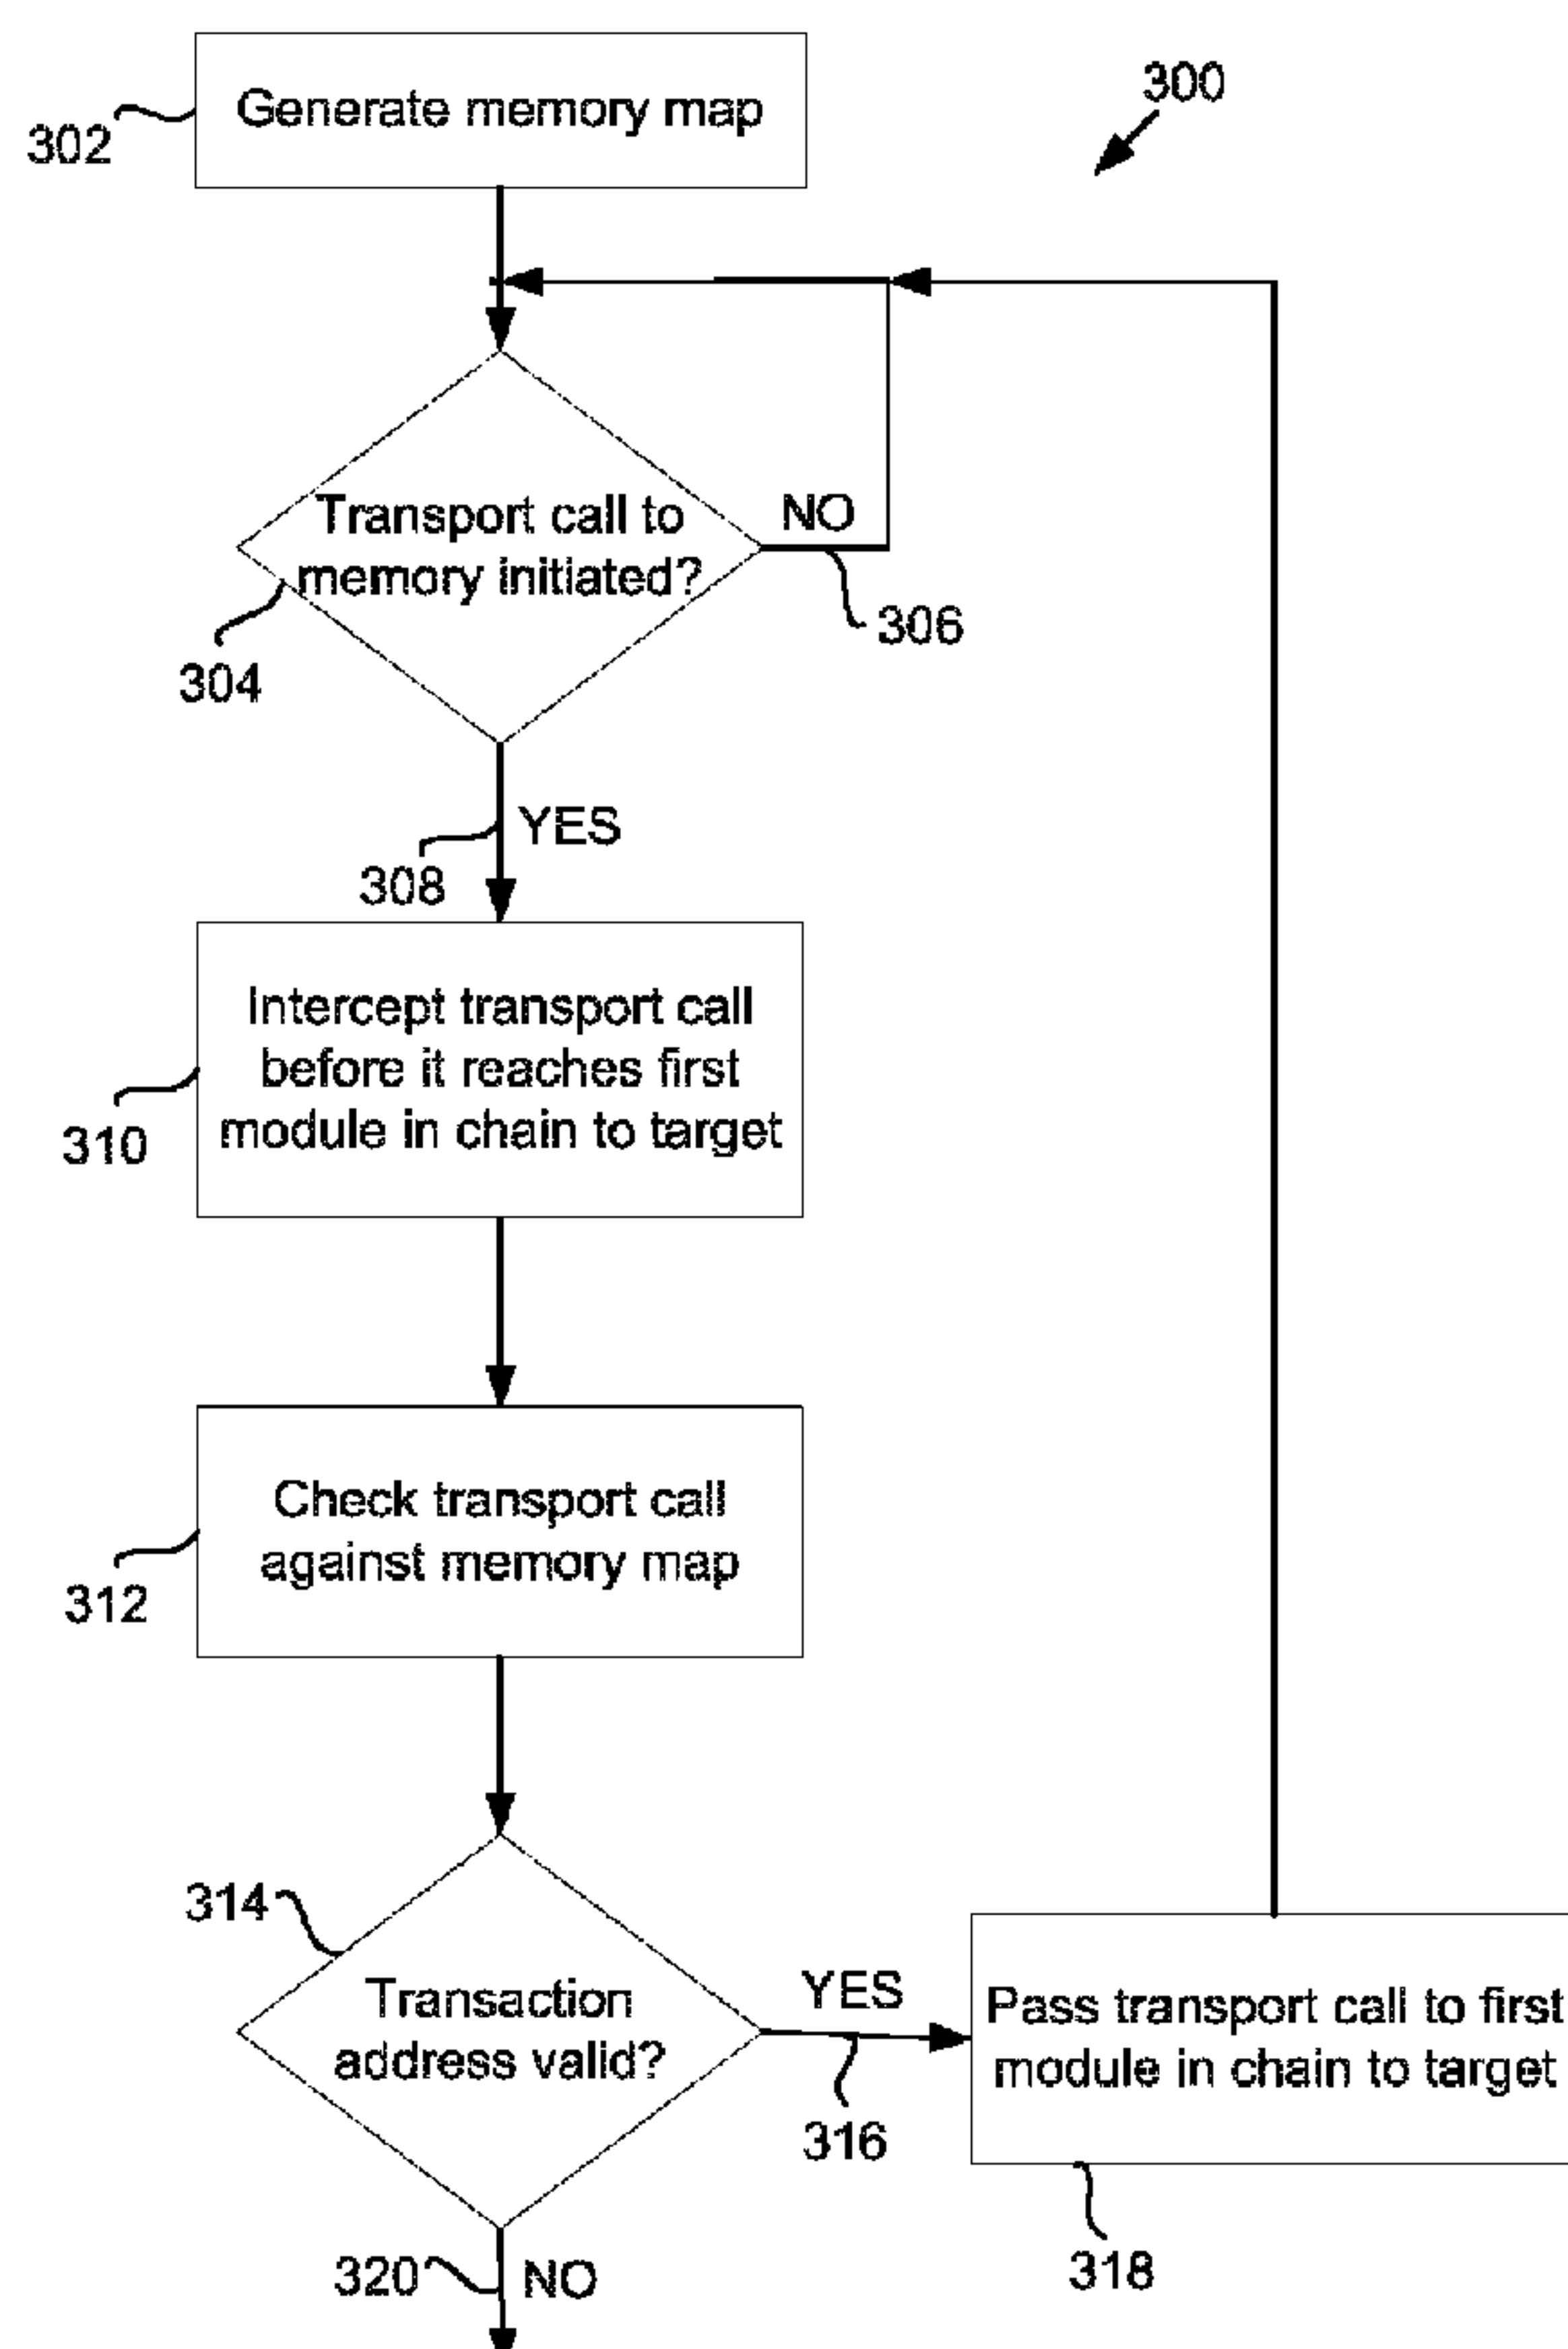 300
Generate memory map
302
Transport call to
memory initiated?
NO
306
304
YES
308
Intercept transport call
before it reaches first
module in chain to target
310
Check transport call
against memory map
312
314
Transaction
address valid?
YES
316
Pass transport call to first
module in chain to target
318
320
NO